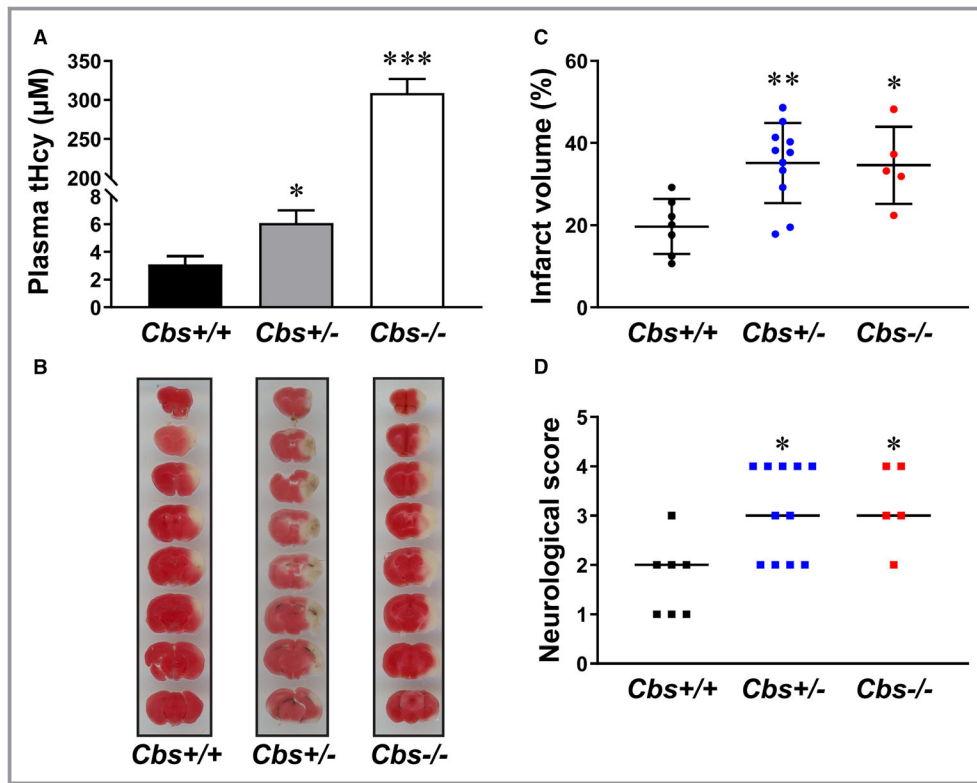 A
Plasma tHcy (µM)
350
300
250
200
8
6
4
2
0
*
***
Cbs+/+ Cbs+/- Cbs-/-
B
Cbs+/+ Cbs+/- Cbs-/-
C
Infarct volume (%)
60
40
20
0
**
*
Cbs+/+ Cbs+/- Cbs-/-
D
Neurological score
5
4
3
2
1
0
*
*
Cbs+/+ Cbs+/- Cbs-/-